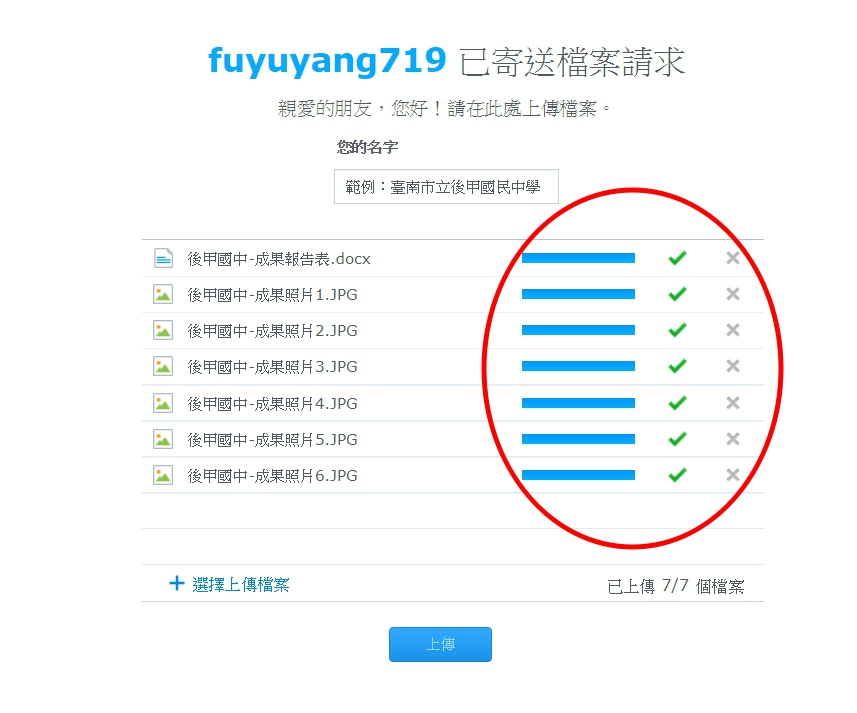 fuyuyang719 已寄送檔案請求
親愛的朋友，您好！請在此處上傳檔案。
您的名字
範例：臺南市立後甲國民中學
後甲國中-成果報告表.docx
後甲國中-成果照片1.JPG
後甲國中-成果照片2.JPG
後甲國中-成果照片3.JPG
後甲國中-成果照片4.JPG
後甲國中-成果照片5.JPG
後甲國中-成果照片6.JPG
選擇上傳檔案 已上傳 7/7 個檔案
上傳